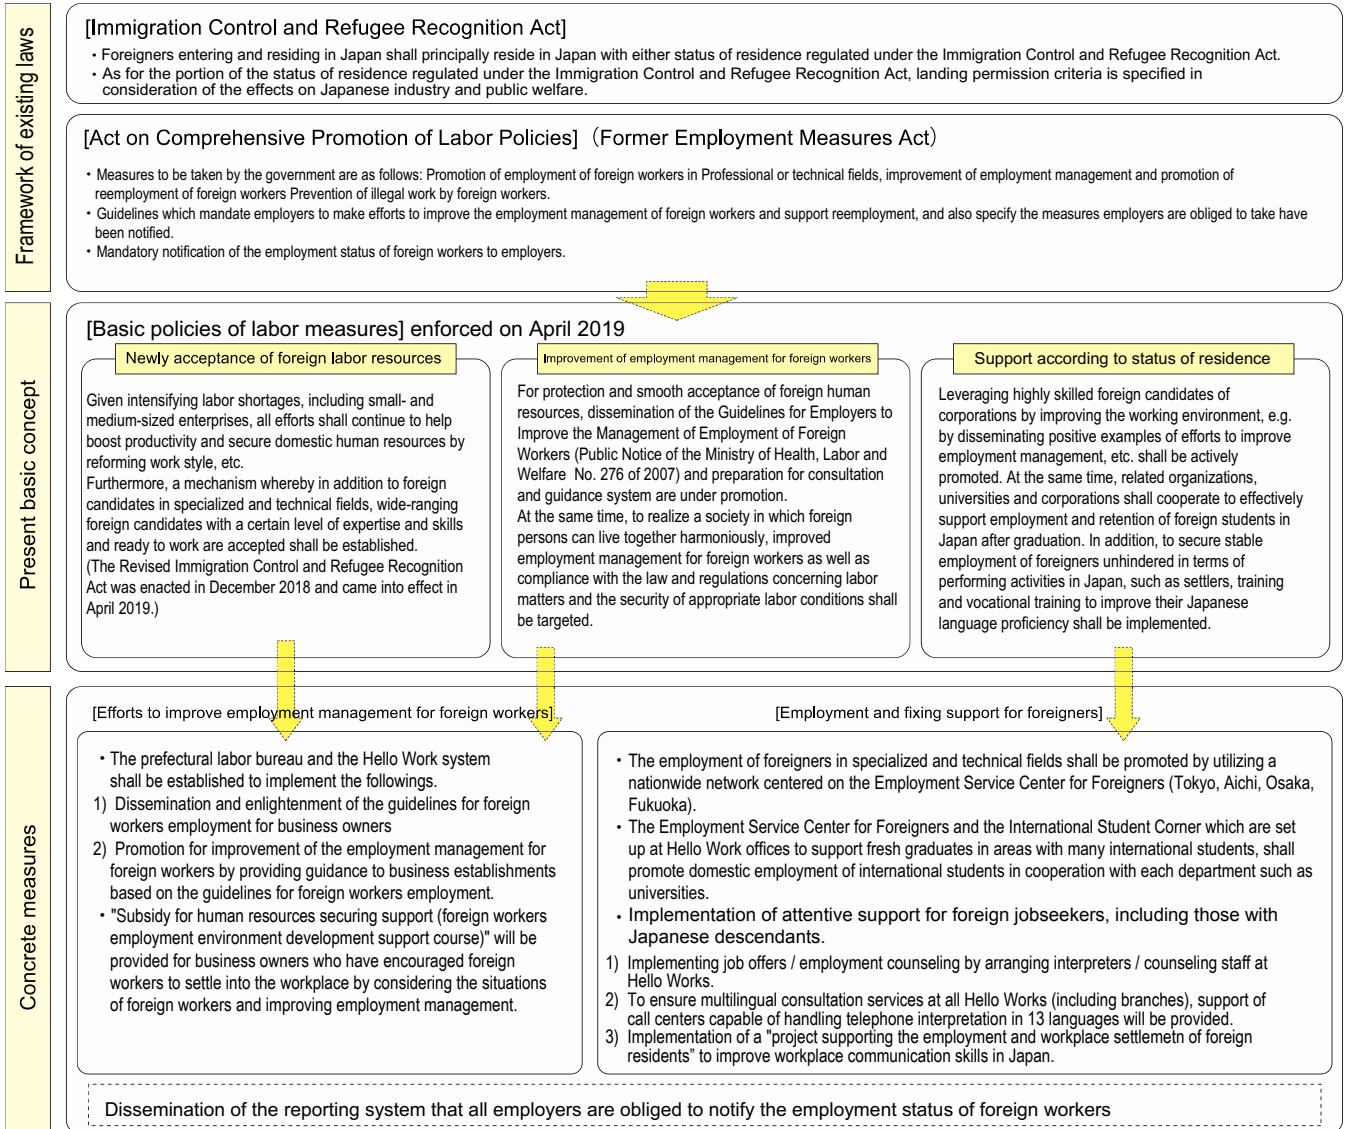 Framework of existing laws
[Immigration Control and Refugee Recognition Act]
・Foreigners entering and residing in Japan shall principally reside in Japan with either status of residence regulated under the Immigration Control and Refugee Recognition Act.
・As for the portion of the status of residence regulated under the Immigration Control and Refugee Recognition Act, landing permission criteria is specified in
consideration of the effects on Japanese industry and public welfare.
[Act on Comprehensive Promotion of Labor Policies]（Former Employment Measures Act）
・Measures to be taken by the government are as follows: Promotion of employment of foreign workers in Professional or technical fields, improvement of employment management and promotion of
reemployment of foreign workers Prevention of illegal work by foreign workers.
・Guidelines which mandate employers to make efforts to improve the employment management of foreign workers and support reemployment, and also specify the measures employers are obliged to take have
been notified.
・Mandatory notification of the employment status of foreign workers to employers.
Present basic concept
[Basic policies of labor measures] enforced on April 2019
Newly acceptance of foreign labor resources
Given intensifying labor shortages, including small- and
medium-sized enterprises, all efforts shall continue to help
boost productivity and secure domestic human resources by
reforming work style, etc.
Furthermore, a mechanism whereby in addition to foreign
candidates in specialized and technical fields, wide-ranging
foreign candidates with a certain level of expertise and skills
and ready to work are accepted shall be established.
(The Revised Immigration Control and Refugee Recognition
Act was enacted in December 2018 and came into effect in
April 2019.)
Improvement of employment management for foreign workers
For protection and smooth acceptance of foreign human
resources, dissemination of the Guidelines for Employers to
Improve the Management of Employment of Foreign
Workers (Public Notice of the Ministry of Health, Labor and
Welfare No. 276 of 2007) and preparation for consultation
and guidance system are under promotion.
At the same time, to realize a society in which foreign
persons can live together harmoniously, improved
employment management for foreign workers as well as
compliance with the law and regulations concerning labor
matters and the security of appropriate labor conditions shall
be targeted.
Support according to status of residence
Leveraging highly skilled foreign candidates of
corporations by improving the working environment, e.g.
by disseminating positive examples of efforts to improve
employment management, etc. shall be actively
promoted. At the same time, related organizations,
universities and corporations shall cooperate to effectively
support employment and retention of foreign students in
Japan after graduation. In addition, to secure stable
employment of foreigners unhindered in terms of
performing activities in Japan, such as settlers, training
and vocational training to improve their Japanese
language proficiency shall be implemented.
Concrete measures
[Efforts to improve employment management for foreign workers]
・The prefectural labor bureau and the Hello Work system
shall be established to implement the followings.
1) Dissemination and enlightenment of the guidelines for foreign
workers employment for business owners
2) Promotion for improvement of the employment management for
foreign workers by providing guidance to business establishments
based on the guidelines for foreign workers employment.
・"Subsidy for human resources securing support (foreign workers
employment environment development support course)" will be
provided for business owners who have encouraged foreign
workers to settle into the workplace by considering the situations
of foreign workers and improving employment management.
[Employment and fixing support for foreigners]
・The employment of foreigners in specialized and technical fields shall be promoted by utilizing a
nationwide network centered on the Employment Service Center for Foreigners (Tokyo, Aichi, Osaka,
Fukuoka).
・The Employment Service Center for Foreigners and the International Student Corner which are set
up at Hello Work offices to support fresh graduates in areas with many international students, shall
promote domestic employment of international students in cooperation with each department such as
universities.
・Implementation of attentive support for foreign jobseekers, including those with
Japanese descendants.
1) Implementing job offers / employment counseling by arranging interpreters / counseling staff at
Hello Works.
2) To ensure multilingual consultation services at all Hello Works (including branches), support of
call centers capable of handling telephone interpretation in 13 languages will be provided.
3) Implementation of a "project supporting the employment and workplace settlemetn of foreign
residents” to improve workplace communication skills in Japan.
Dissemination of the reporting system that all employers are obliged to notify the employment status of foreign workers